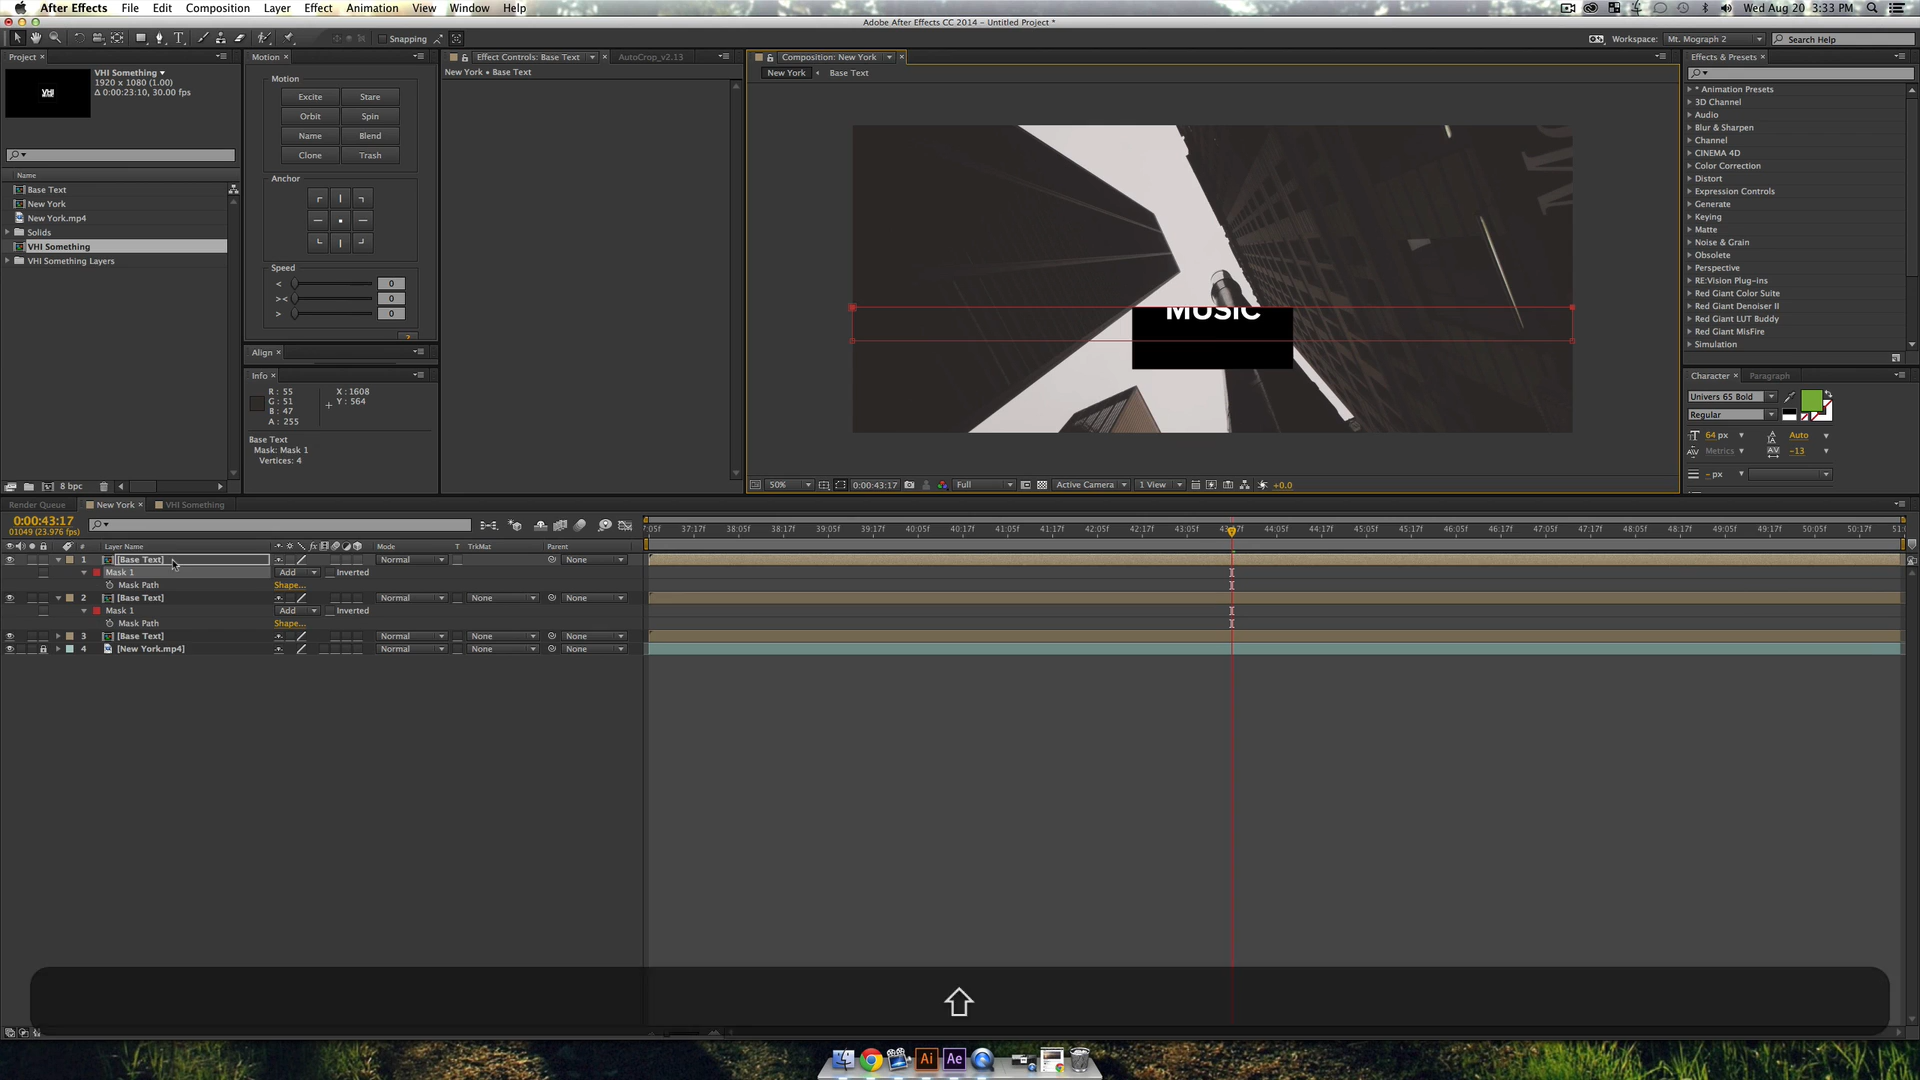 After Effects File Edit Composition Layer Effect Animation View Window Help
Wed Aug 20 3:33 PM
Adobe After Effects CC 2014 - Untitled Project *
Snapping
Workspace: Mt. Mograph 2
Search Help
Project ×
VHI Something ▾
1920 x 1080 (1.00)
Δ 0:00:23:10, 30.00 fps
VHI
Name
Base Text
New York
New York.mp4
Solids
VHI Something
VHI Something Layers
8 bpc
Motion ×
Motion
Excite Stare
Orbit Spin
Name Blend
Clone Trash
Anchor
Speed
< 0
>< 0
> 0
?
Align ×
Info ×
R : 55
G : 51
B : 47
A : 255
X : 1608
Y : 564
Base Text
Mask: Mask 1
Vertices: 4
Effect Controls: Base Text
AutoCrop_v2.13
New York • Base Text
Composition: New York
New York Base Text
MUSIC
50%
0:00:43:17
Full
Active Camera
1 View
+0.0
Effects & Presets ×
* Animation Presets
3D Channel
Audio
Blur & Sharpen
Channel
CINEMA 4D
Color Correction
Distort
Expression Controls
Generate
Keying
Matte
Noise & Grain
Obsolete
Perspective
RE:Vision Plug-ins
Red Giant Color Suite
Red Giant Denoiser II
Red Giant LUT Buddy
Red Giant MisFire
Simulation
Character × Paragraph
Univers 65 Bold
Regular
64 px Auto
Metrics -13
- px
Render Queue New York × VHI Something
0:00:43:17
01049 (23.976 fps)
:05f 37:17f 38:05f 38:17f 39:05f 39:17f 40:05f 40:17f 41:05f 41:17f 42:05f 42:17f 43:05f 43:17f 44:05f 44:17f 45:05f 45:17f 46:05f 46:17f 47:05f 47:17f 48:05f 48:17f 49:05f 49:17f 50:05f 50:17f 51:0
# Layer Name Mode T TrkMat Parent
1 [Base Text] Normal None
Mask 1 Add Inverted
Mask Path Shape...
2 [Base Text] Normal None None
Mask 1 Add Inverted
Mask Path Shape...
3 [Base Text] Normal None None
4 [New York.mp4] Normal None None
Ai Ae